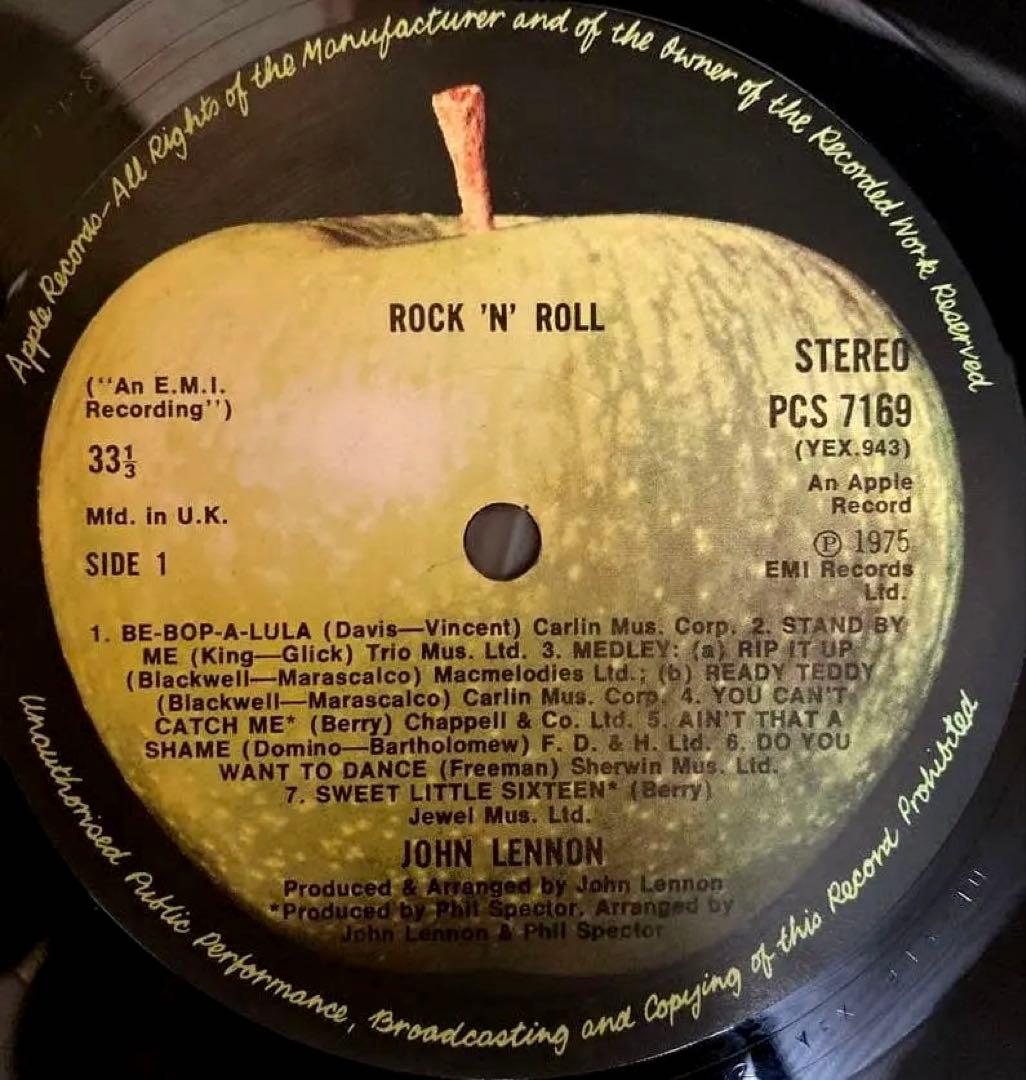 Apple Records-All Rights of the Manufacturer and of the Owner of the Recorded Work Reserved
ROCK 'N' ROLL
STEREO
PCS 7169
(YEX.943)
An Apple
Record
℗ 1975
EMI Records
Ltd.
("An E.M.I.
Recording")
33⅓
Mfd. in U.K.
SIDE 1
1. BE-BOP-A-LULA (Davis—Vincent) Carlin Mus. Corp. 2. STAND BY
ME (King—Glick) Trio Mus. Ltd. 3. MEDLEY: (a) RIP IT UP
(Blackwell—Marascalco) Macmelodies Ltd.; (b) READY TEDDY
(Blackwell—Marascalco) Carlin Mus. Corp. 4. YOU CAN'T
CATCH ME* (Berry) Chappell & Co. Ltd. 5. AIN'T THAT A
SHAME (Domino—Bartholomew) F. D. & H. Ltd. 6. DO YOU
WANT TO DANCE (Freeman) Sherwin Mus. Ltd.
7. SWEET LITTLE SIXTEEN* (Berry)
Jewel Mus. Ltd.
JOHN LENNON
Produced & Arranged by John Lennon
*Produced by Phil Spector. Arranged by
John Lennon & Phil Spector
Unauthorised Public Performance, Broadcasting and Copying of this Record Prohibited